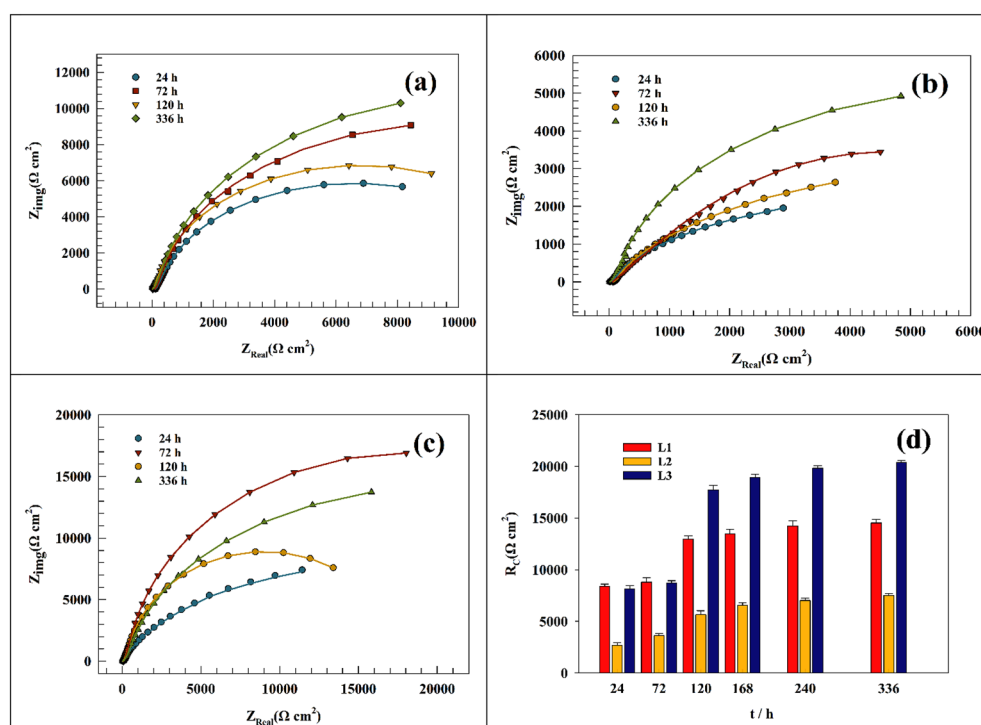 (a)
24 h
72 h
120 h
336 h
12000
10000
8000
6000
4000
2000
0
Zimg(Ω cm²)
0 2000 4000 6000 8000 10000
ZReal(Ω cm²)
(b)
24 h
72 h
120 h
336 h
6000
5000
4000
3000
2000
1000
0
Zimg(Ω cm²)
0 1000 2000 3000 4000 5000 6000
ZReal(Ω cm²)
(c)
24 h
72 h
120 h
336 h
20000
15000
10000
5000
0
Zimg(Ω cm²)
0 5000 10000 15000 20000
ZReal(Ω cm²)
(d)
L1
L2
L3
25000
20000
15000
10000
5000
0
RC(Ω cm²)
24 72 120 168 240 336
t / h